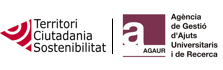 Territori
Ciutadania
Sostenibilitat
a
AGAUR
Agència
de Gestió
d'Ajuts
Universitaris
i de Recerca